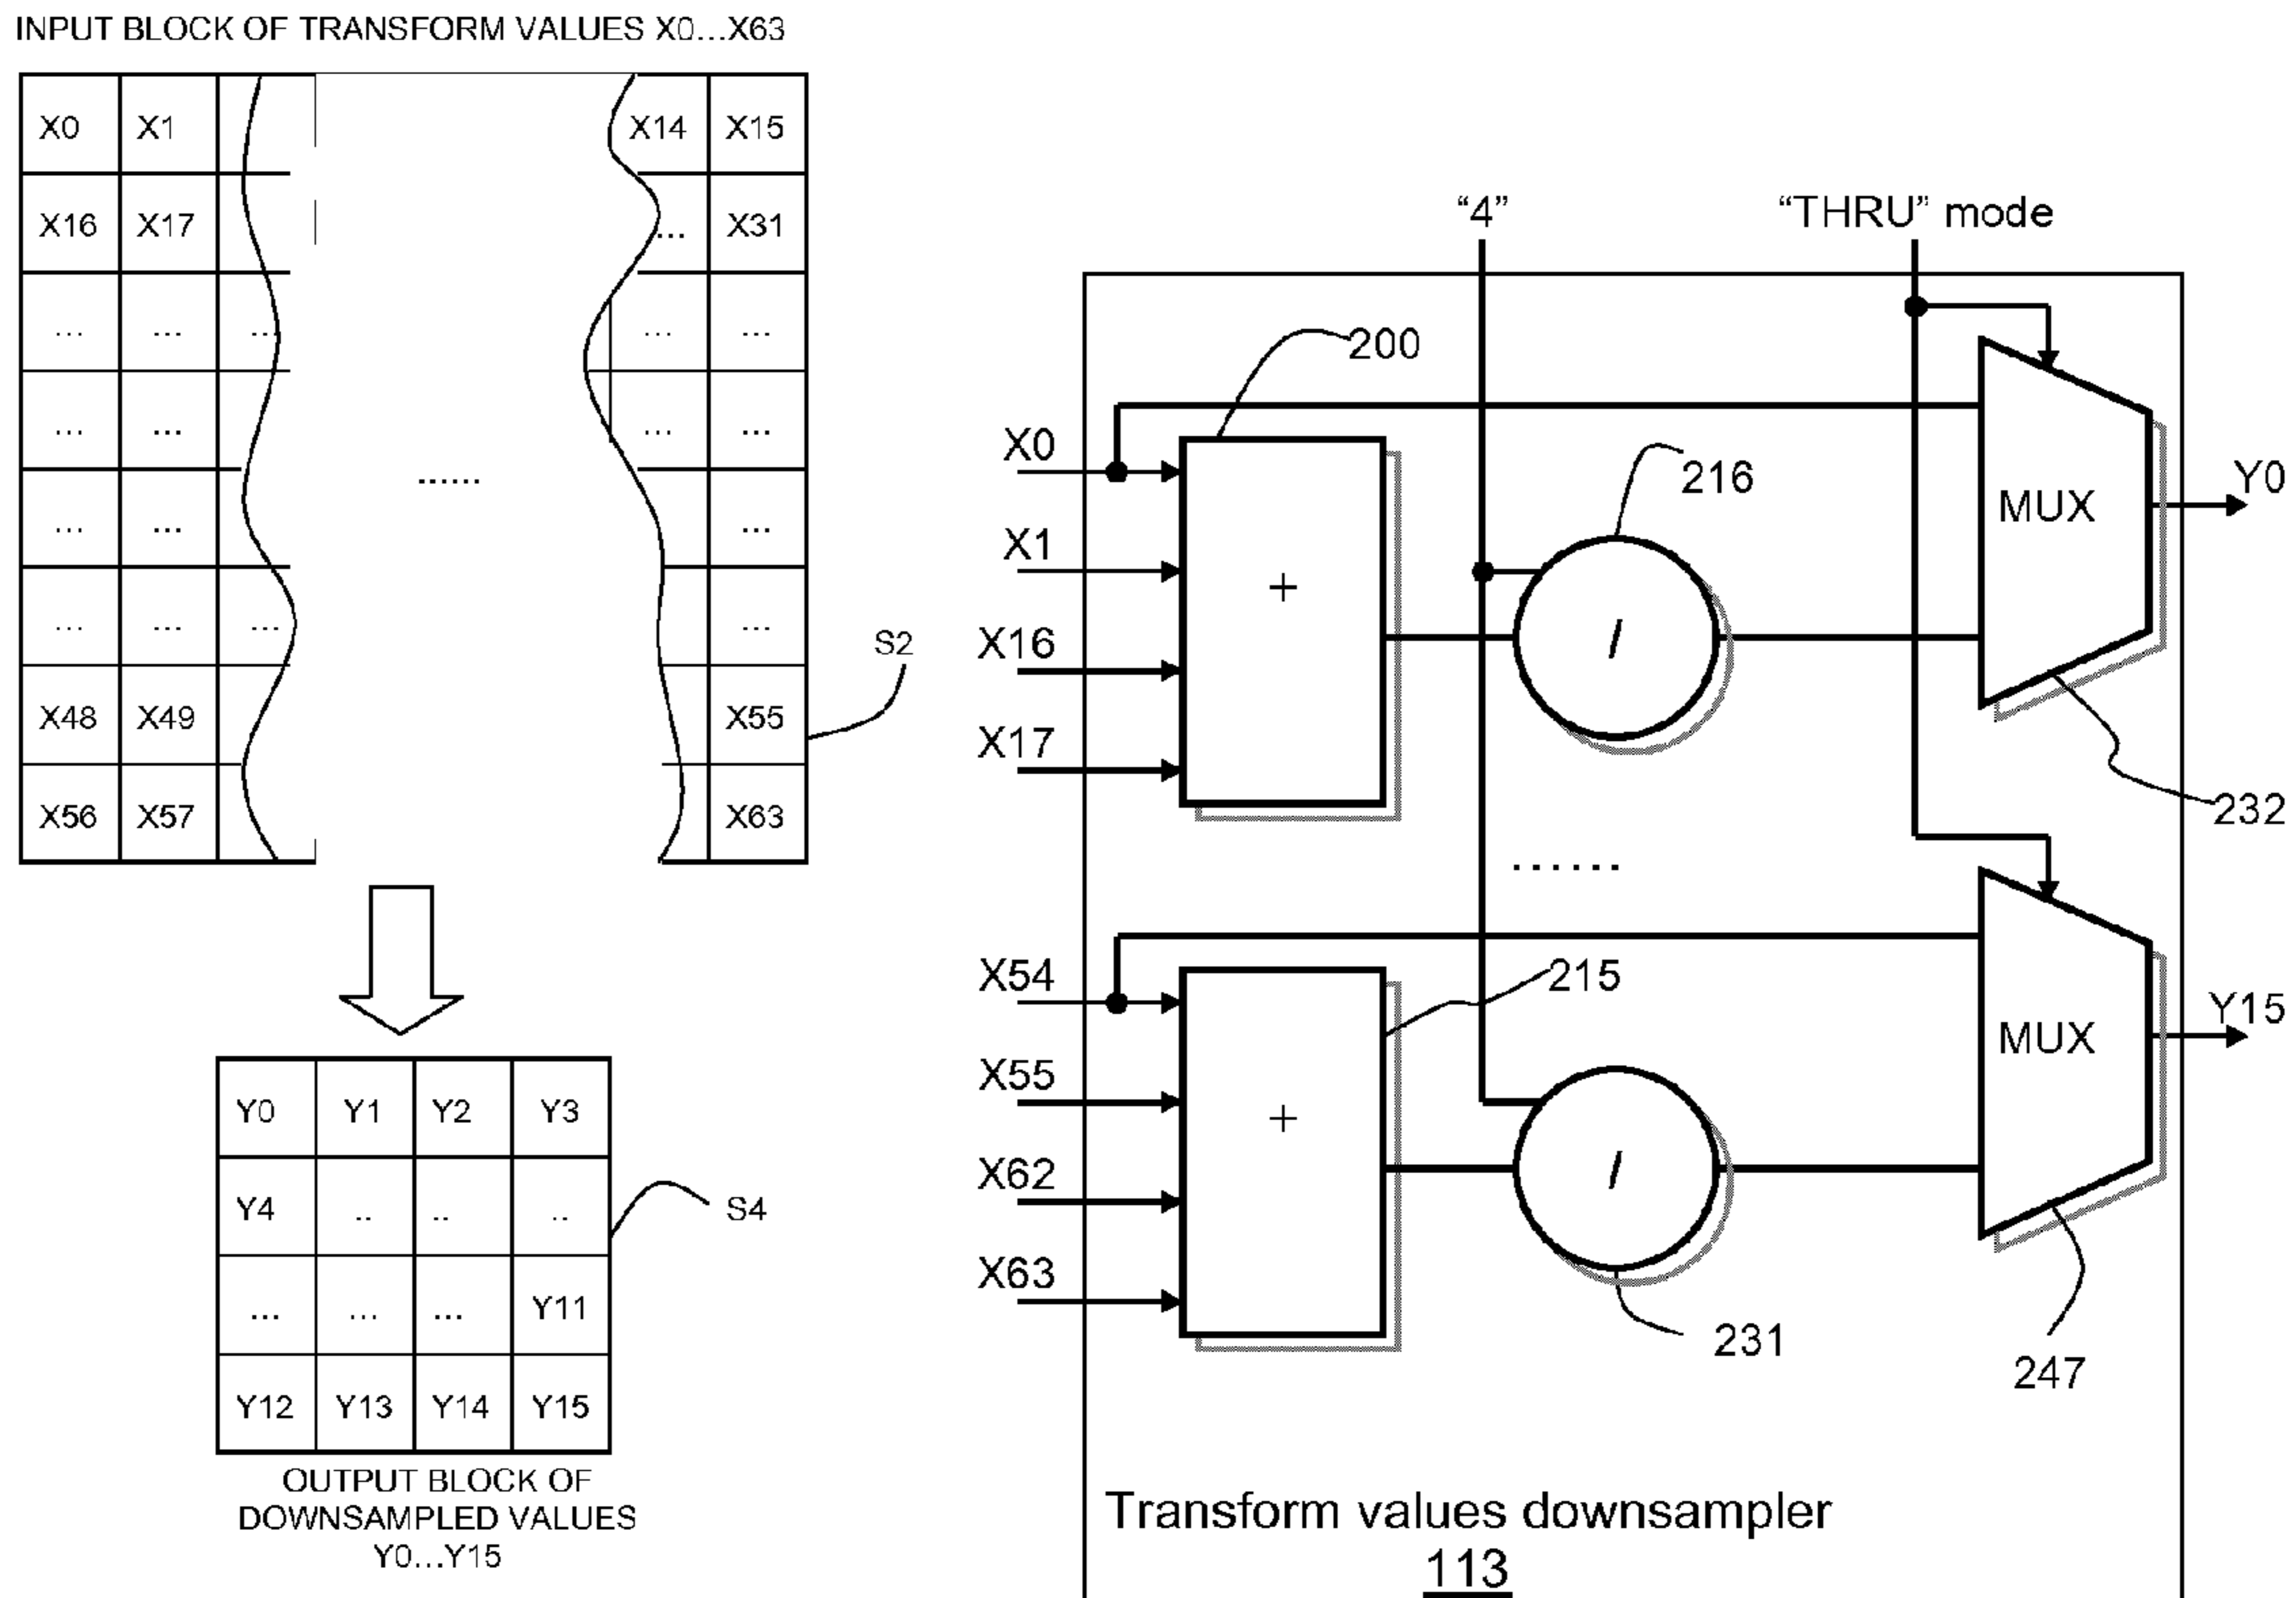 INPUT BLOCK OF TRANSFORM VALUES X0...X63
X0 X1 X14 X15
X16 X17 ... X31
... ... ... ... ...
... ... ... ...
... ... ...... ...
... ... ... ...
X48 X49 X55
X56 X57 X63
S2
Y0 Y1 Y2 Y3
Y4 .. .. ..
... ... ... Y11
Y12 Y13 Y14 Y15
S4
OUTPUT BLOCK OF
DOWNSAMPLED VALUES
Y0...Y15
“4” “THRU” mode
200
X0
X1
X16
X17
+
216
/
MUX
Y0
232
......
X54
X55
X62
X63
215
+
/
231
MUX
Y15
247
Transform values downsampler
113